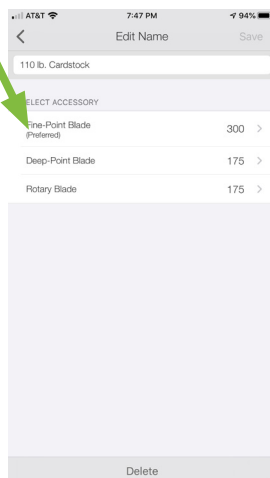 AT&T 7:47 PM 94%
Edit Name Save
110 lb. Cardstock
ELECT ACCESSORY
Fine-Point Blade 300
(Preferred)
Deep-Point Blade 175
Rotary Blade 175
Delete